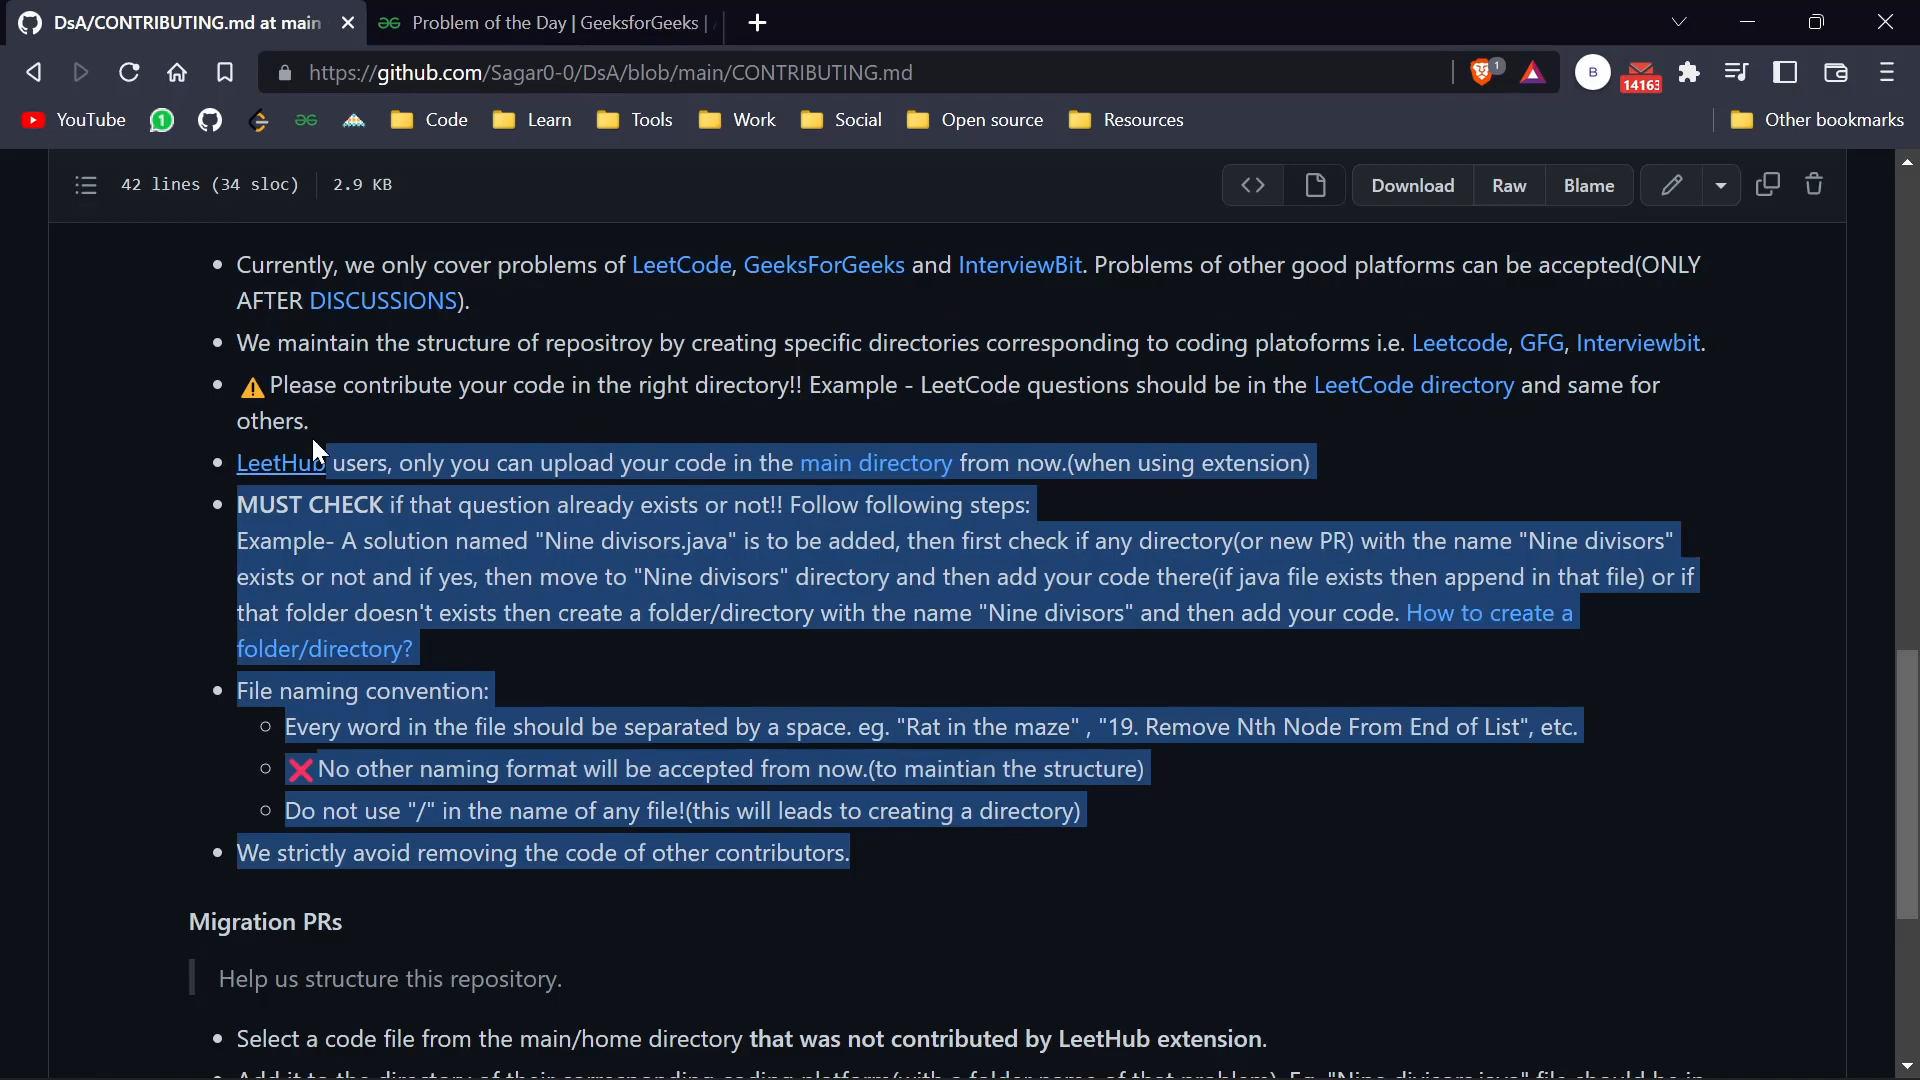 DsA/CONTRIBUTING.md at main
Problem of the Day | GeeksforGeeks |
https://github.com/Sagar0-0/DsA/blob/main/CONTRIBUTING.md
1
B
14163
YouTube
1
Code
Learn
Tools
Work
Social
Open source
Resources
Other bookmarks
42 lines (34 sloc)
2.9 KB
Download
Raw
Blame
Currently, we only cover problems of LeetCode, GeeksForGeeks and InterviewBit. Problems of other good platforms can be accepted(ONLY
AFTER DISCUSSIONS).
We maintain the structure of repositroy by creating specific directories corresponding to coding platoforms i.e. Leetcode, GFG, Interviewbit.
⚠️Please contribute your code in the right directory!! Example - LeetCode questions should be in the LeetCode directory and same for
others.
LeetHub users, only you can upload your code in the main directory from now.(when using extension)
MUST CHECK if that question already exists or not!! Follow following steps:
Example- A solution named "Nine divisors.java" is to be added, then first check if any directory(or new PR) with the name "Nine divisors"
exists or not and if yes, then move to "Nine divisors" directory and then add your code there(if java file exists then append in that file) or if
that folder doesn't exists then create a folder/directory with the name "Nine divisors" and then add your code. How to create a
folder/directory?
File naming convention:
Every word in the file should be separated by a space. eg. "Rat in the maze" , "19. Remove Nth Node From End of List", etc.
❌No other naming format will be accepted from now.(to maintian the structure)
Do not use "/" in the name of any file!(this will leads to creating a directory)
We strictly avoid removing the code of other contributors.
Migration PRs
Help us structure this repository.
Select a code file from the main/home directory that was not contributed by LeetHub extension.